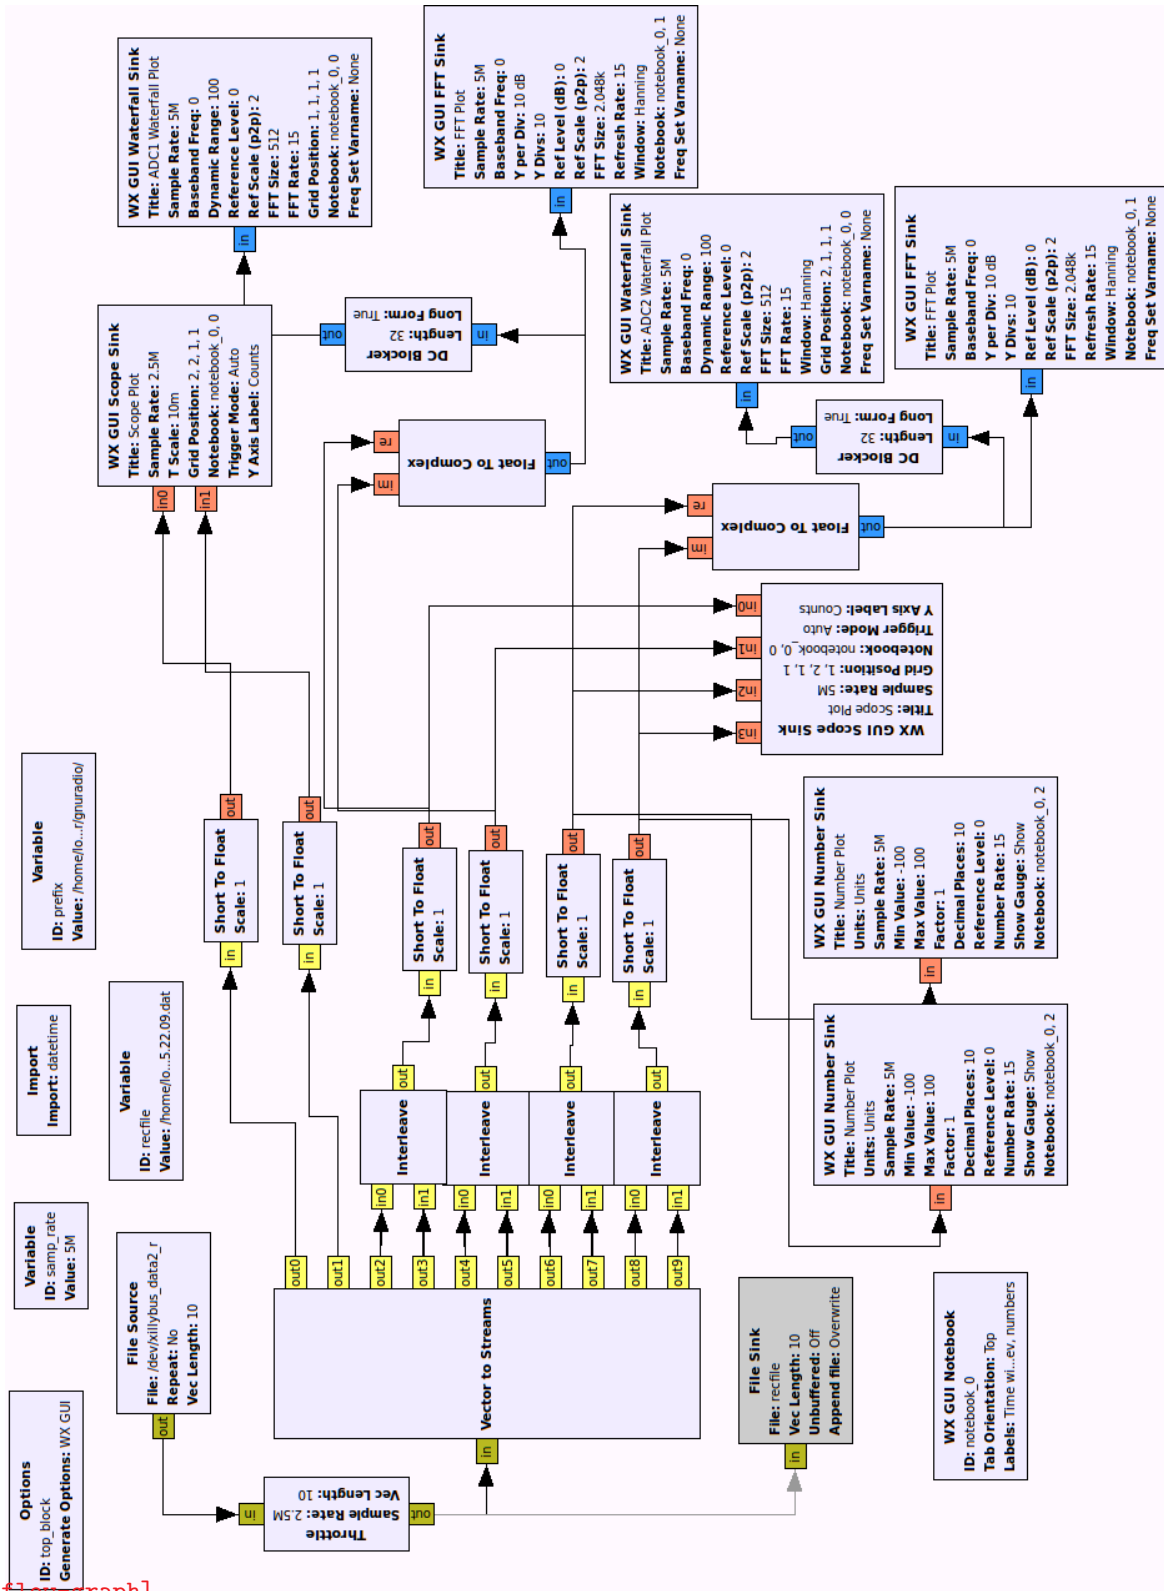 Options
ID: top_block
Generate Options: WX GUI
Variable
ID: samp_rate
Value: 5M
Import
Import: datetime
Variable
ID: prefix
Value: /home/lo...r/gnuradio/
Variable
ID: recfile
Value: /home/lo...5.22.09.dat
File Source
File: /dev/xillybus_data2_r
Repeat: No
Vec Length: 10
out
in
Throttle
Sample Rate: 2.5M
Vec Length: 10
out
in
Vector to Streams
out0
out1
out2
out3
out4
out5
out6
out7
out8
out9
in
File Sink
File: recfile
Vec Length: 10
Unbuffered: Off
Append file: Overwrite
WX GUI Notebook
ID: notebook_0
Tab Orientation: Top
Labels: Time wi...ev, numbers
in0
in1
Interleave
out
in0
in1
Interleave
out
in0
in1
Interleave
out
in0
in1
Interleave
out
in
Short To Float
Scale: 1
out
in
Short To Float
Scale: 1
out
in
Short To Float
Scale: 1
out
in
Short To Float
Scale: 1
out
in
Short To Float
Scale: 1
out
in
Short To Float
Scale: 1
out
in
WX GUI Number Sink
Title: Number Plot
Units: Units
Sample Rate: 5M
Min Value: -100
Max Value: 100
Factor: 1
Decimal Places: 10
Reference Level: 0
Number Rate: 15
Show Gauge: Show
Notebook: notebook_0, 2
in
WX GUI Number Sink
Title: Number Plot
Units: Units
Sample Rate: 5M
Min Value: -100
Max Value: 100
Factor: 1
Decimal Places: 10
Reference Level: 0
Number Rate: 15
Show Gauge: Show
Notebook: notebook_0, 2
in3
in2
in1
in0
WX GUI Scope Sink
Title: Scope Plot
Sample Rate: 5M
Grid Position: 1, 2, 1, 1
Notebook: notebook_0, 0
Trigger Mode: Auto
Y Axis Label: Counts
in0
in1
WX GUI Scope Sink
Title: Scope Plot
Sample Rate: 2.5M
T Scale: 10m
Grid Position: 2, 2, 1, 1
Notebook: notebook_0, 0
Trigger Mode: Auto
Y Axis Label: Counts
im
re
Float To Complex
out
im
re
Float To Complex
out
in
DC Blocker
Length: 32
Long Form: True
out
in
DC Blocker
Length: 32
Long Form: True
out
in
WX GUI Waterfall Sink
Title: ADC1 Waterfall Plot
Sample Rate: 5M
Baseband Freq: 0
Dynamic Range: 100
Reference Level: 0
Ref Scale (p2p): 2
FFT Size: 512
FFT Rate: 15
Grid Position: 1, 1, 1, 1
Notebook: notebook_0, 0
Freq Set Varname: None
in
WX GUI FFT Sink
Title: FFT Plot
Sample Rate: 5M
Baseband Freq: 0
Y per Div: 10 dB
Y Divs: 10
Ref Level (dB): 0
Ref Scale (p2p): 2
FFT Size: 2.048k
Refresh Rate: 15
Window: Hanning
Notebook: notebook_0, 1
Freq Set Varname: None
in
WX GUI Waterfall Sink
Title: ADC2 Waterfall Plot
Sample Rate: 5M
Baseband Freq: 0
Dynamic Range: 100
Reference Level: 0
Ref Scale (p2p): 2
FFT Size: 512
FFT Rate: 15
Window: Hanning
Grid Position: 2, 1, 1, 1
Notebook: notebook_0, 0
Freq Set Varname: None
in
WX GUI FFT Sink
Title: FFT Plot
Sample Rate: 5M
Baseband Freq: 0
Y per Div: 10 dB
Y Divs: 10
Ref Level (dB): 0
Ref Scale (p2p): 2
FFT Size: 2.048k
Refresh Rate: 15
Window: Hanning
Notebook: notebook_0, 1
Freq Set Varname: None